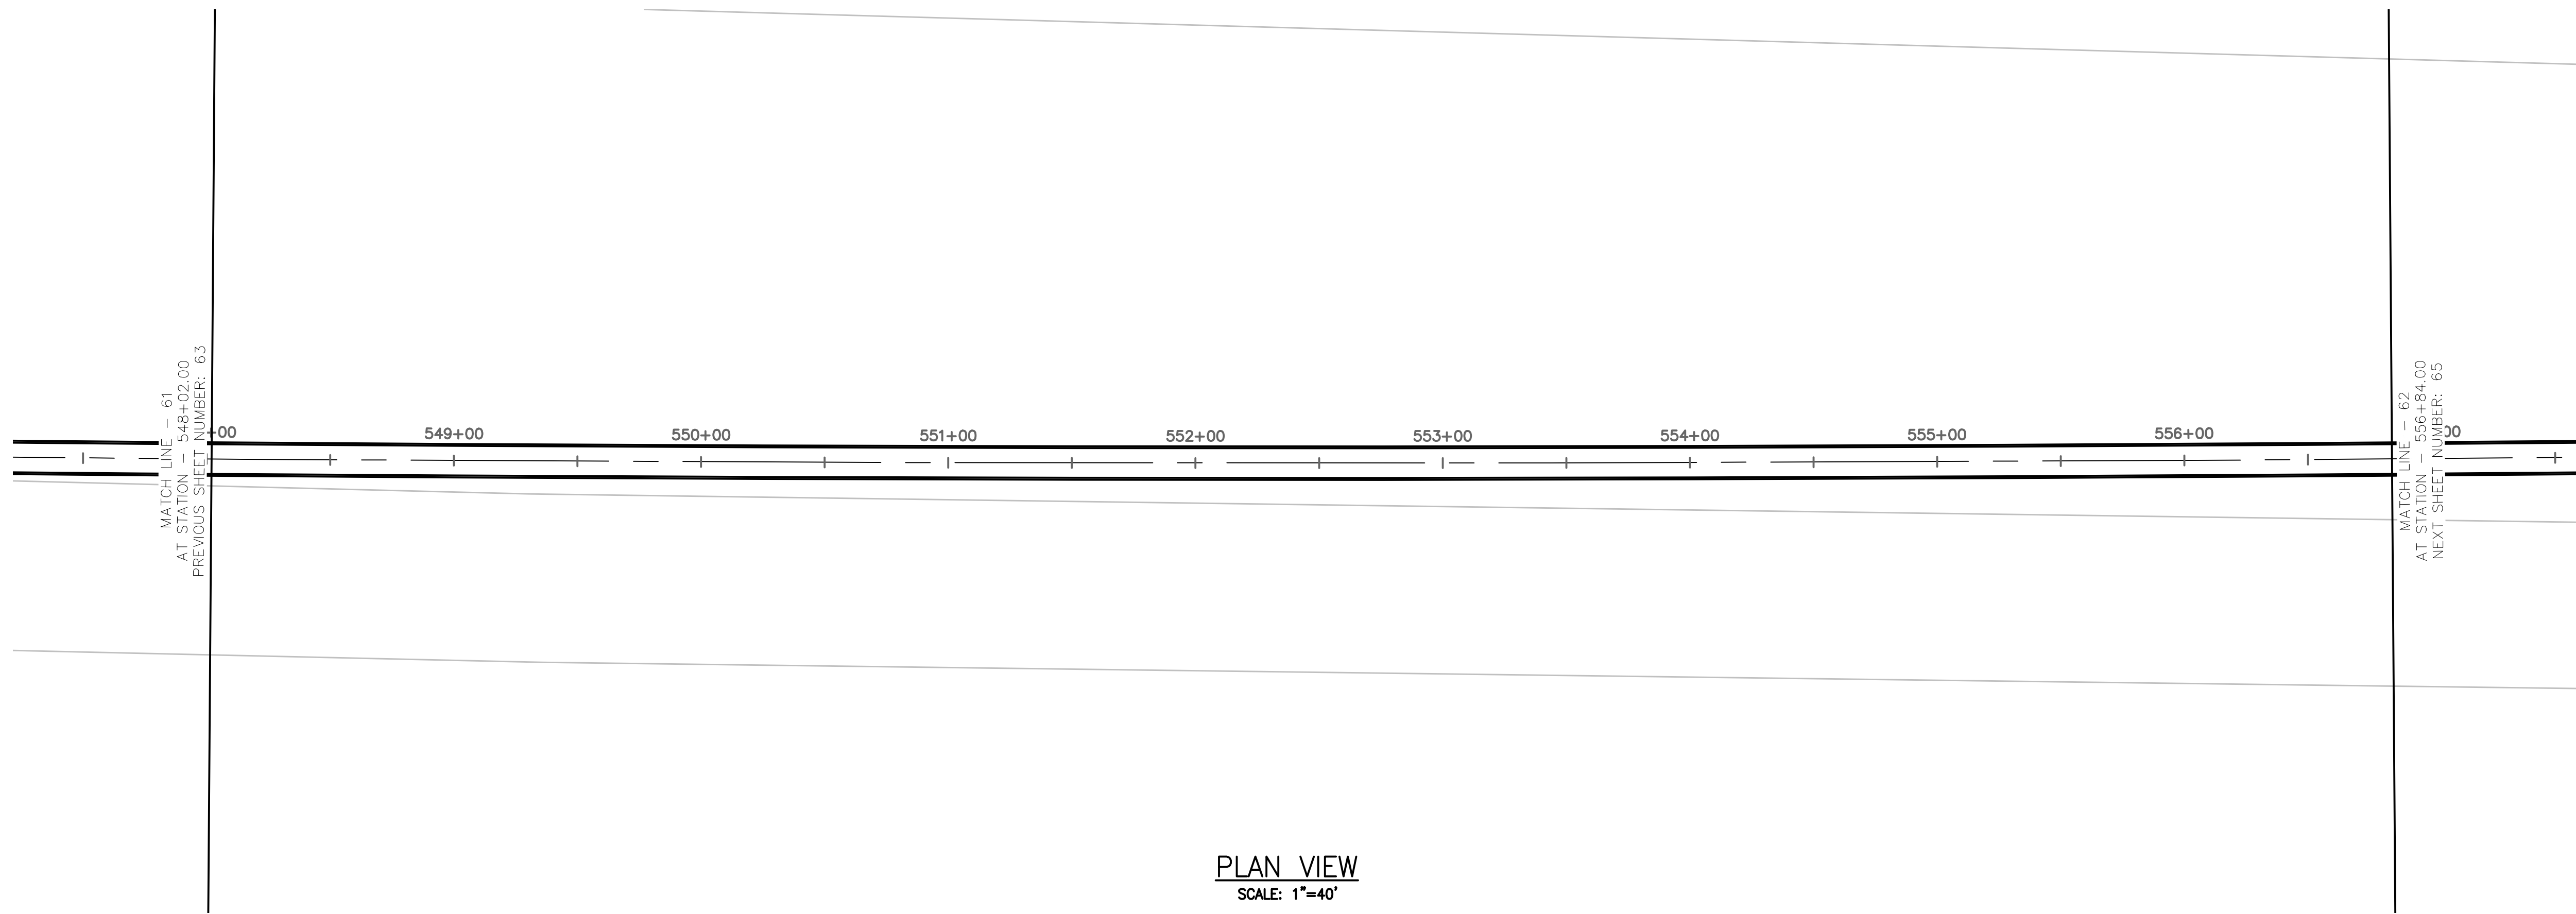 MATCH LINE - 61
AT STATION - 548+02.00
PREVIOUS SHEET NUMBER: 63
+00
549+00
550+00
551+00
552+00
553+00
554+00
555+00
556+00
00
MATCH LINE - 62
AT STATION - 556+84.00
NEXT SHEET NUMBER: 65
PLAN VIEW
SCALE: 1"=40'